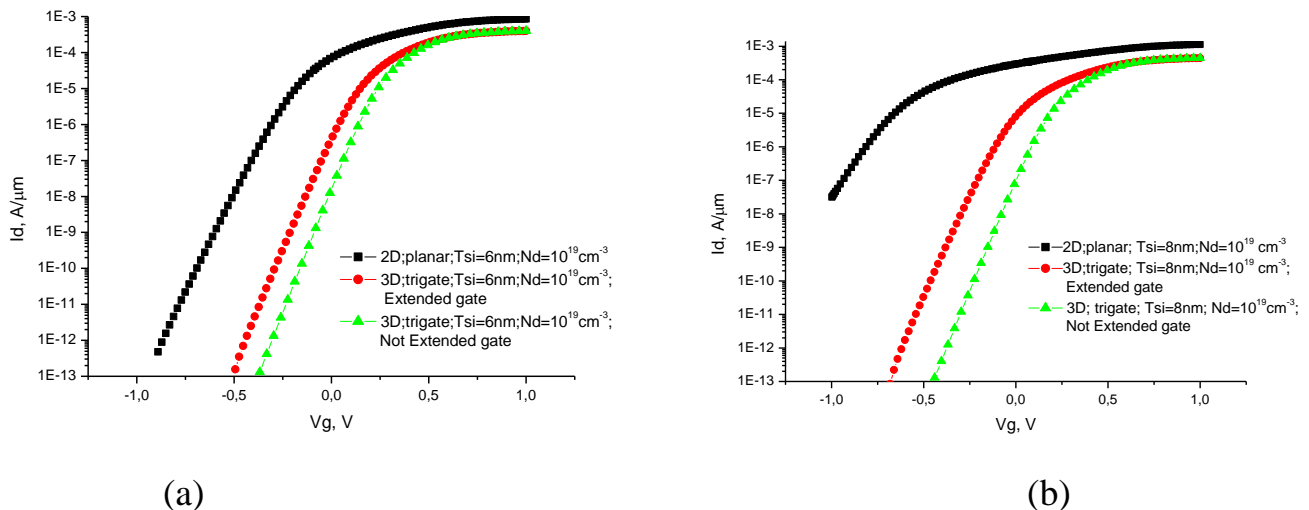 1E-3
1E-4
1E-5
1E-6
1E-7
1E-8
1E-9
1E-10
1E-11
1E-12
1E-13
Id, A/μm
-1,0
-0,5
0,0
0,5
1,0
Vg, V
2D;planar;Tsi=6nm;Nd=10¹⁹cm⁻³
3D;trigate;Tsi=6nm;Nd=10¹⁹cm⁻³;
Extended gate
3D;trigate;Tsi=6nm;Nd=10¹⁹cm⁻³;
Not Extended gate
(a)
1E-3
1E-4
1E-5
1E-6
1E-7
1E-8
1E-9
1E-10
1E-11
1E-12
1E-13
Id, A/μm
-1,0
-0,5
0,0
0,5
1,0
Vg, V
2D;planar; Tsi=8nm;Nd=10¹⁹ cm⁻³
3D;trigate; Tsi=8nm;Nd=10¹⁹cm⁻³;
Extended gate
3D; trigate; Tsi=8nm; Nd=10¹⁹cm⁻³;
Not Extended gate
(b)